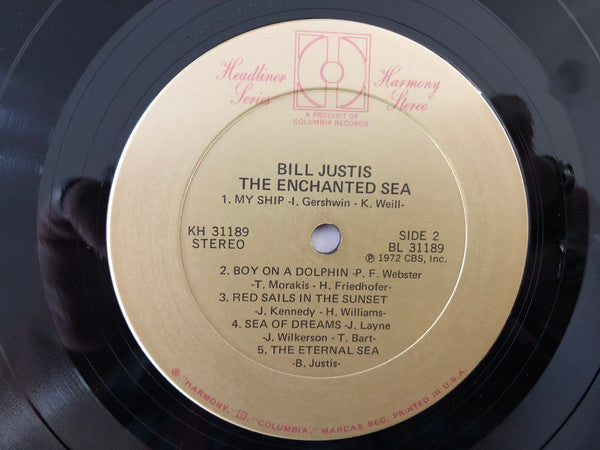 Headliner Series
Harmony Stereo
A PRODUCT OF
COLUMBIA RECORDS
BILL JUSTIS
THE ENCHANTED SEA
1. MY SHIP -I. Gershwin - K. Weill-
KH 31189
STEREO
SIDE 2
BL 31189
℗ 1972 CBS, Inc.
2. BOY ON A DOLPHIN -P. F. Webster
-T. Morakis - H. Friedhofer-
3. RED SAILS IN THE SUNSET
-J. Kennedy - H. Williams-
4. SEA OF DREAMS -J. Layne
-J. Wilkerson - T. Bart-
5. THE ETERNAL SEA
-B. Justis-
® "HARMONY," "COLUMBIA," MARCAS REG. PRINTED IN U.S.A.